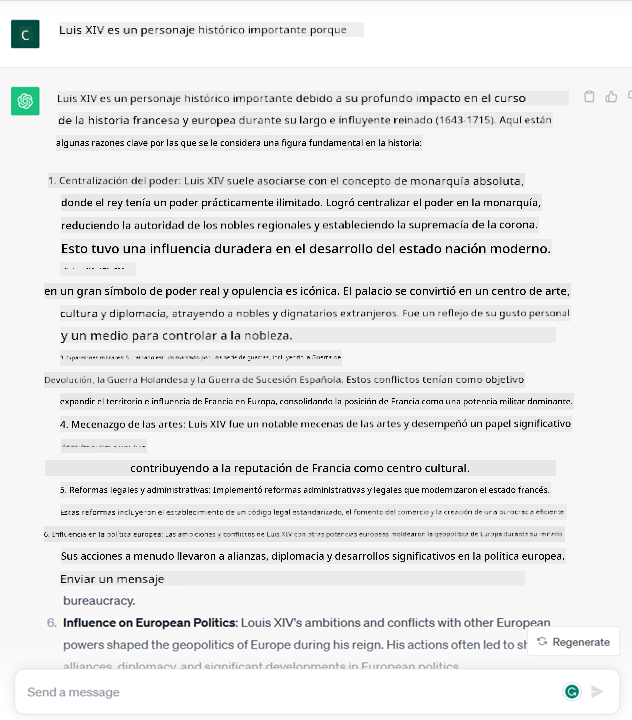 C
Luis XIV es un personaje histórico importante porque
Luis XIV es un personaje histórico importante debido a su profundo impacto en el curso
de la historia francesa y europea durante su largo e influyente reinado (1643-1715). Aquí están
algunas razones clave por las que se le considera una figura fundamental en la historia:
1. Centralización del poder: Luis XIV suele asociarse con el concepto de monarquía absoluta,
donde el rey tenía un poder prácticamente ilimitado. Logró centralizar el poder en la monarquía,
reduciendo la autoridad de los nobles regionales y estableciendo la supremacía de la corona.
Esto tuvo una influencia duradera en el desarrollo del estado nación moderno.
en un gran símbolo de poder real y opulencia es icónica. El palacio se convirtió en un centro de arte,
cultura y diplomacia, atrayendo a nobles y dignatarios extranjeros. Fue un reflejo de su gusto personal
y un medio para controlar a la nobleza.
3. Expansiones militares: Su reinado estuvo marcado por una serie de guerras, incluyendo la Guerra de
Devolución, la Guerra Holandesa y la Guerra de Sucesión Española. Estos conflictos tenían como objetivo
expandir el territorio e influencia de Francia en Europa, consolidando la posición de Francia como una potencia militar dominante.
4. Mecenazgo de las artes: Luis XIV fue un notable mecenas de las artes y desempeñó un papel significativo
contribuyendo a la reputación de Francia como centro cultural.
5. Reformas legales y administrativas: Implementó reformas administrativas y legales que modernizaron el estado francés.
Estas reformas incluyeron el establecimiento de un código legal estandarizado, el fomento del comercio y la creación de una burocracia eficiente.
6. Influencia en la política europea: Las ambiciones y conflictos de Luis XIV con otras potencias europeas moldearon la geopolítica de Europa durante su reinado.
Sus acciones a menudo llevaron a alianzas, diplomacia y desarrollos significativos en la política europea.
Enviar un mensaje
bureaucracy.
6. Influence on European Politics: Louis XIV's ambitions and conflicts with other European
powers shaped the geopolitics of Europe during his reign. His actions often led to sh
Regenerate
alliances, diplomacy, and significant developments in European politics.
Send a message